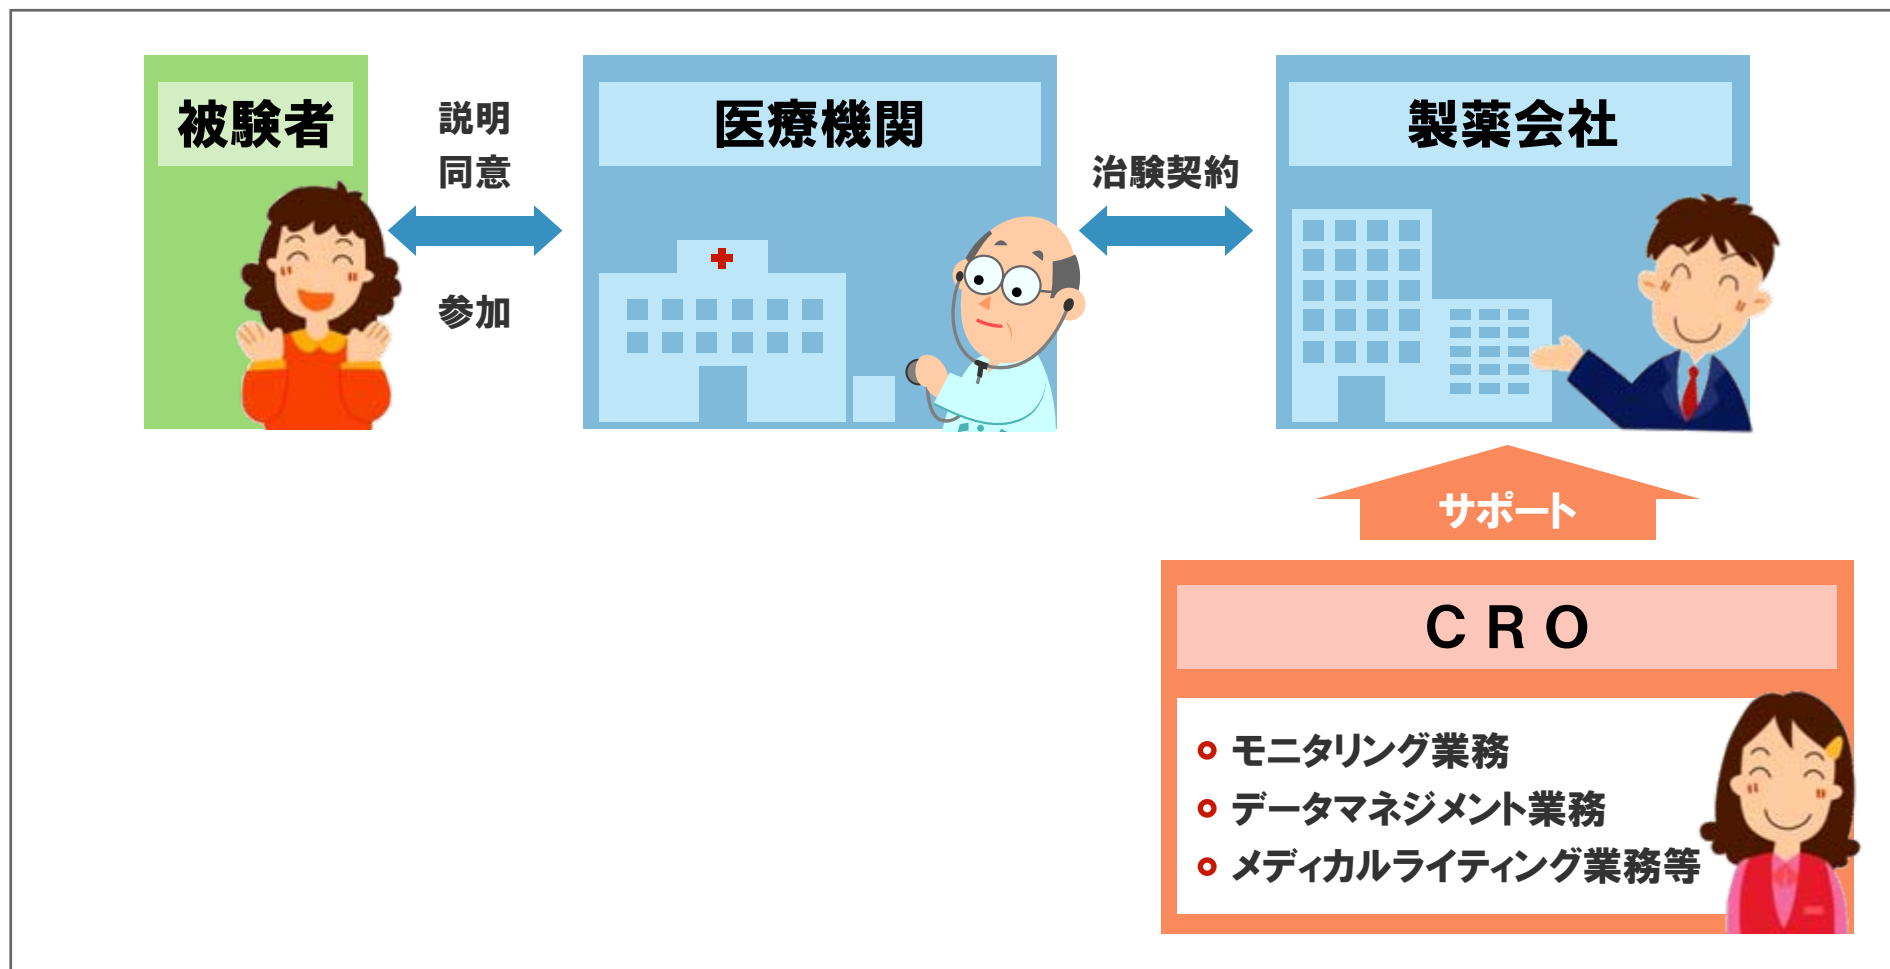 被験者
説明
同意
参加
医療機関
治験契約
製薬会社
サポート
CRO
モニタリング業務
データマネジメント業務
メディカルライティング業務等